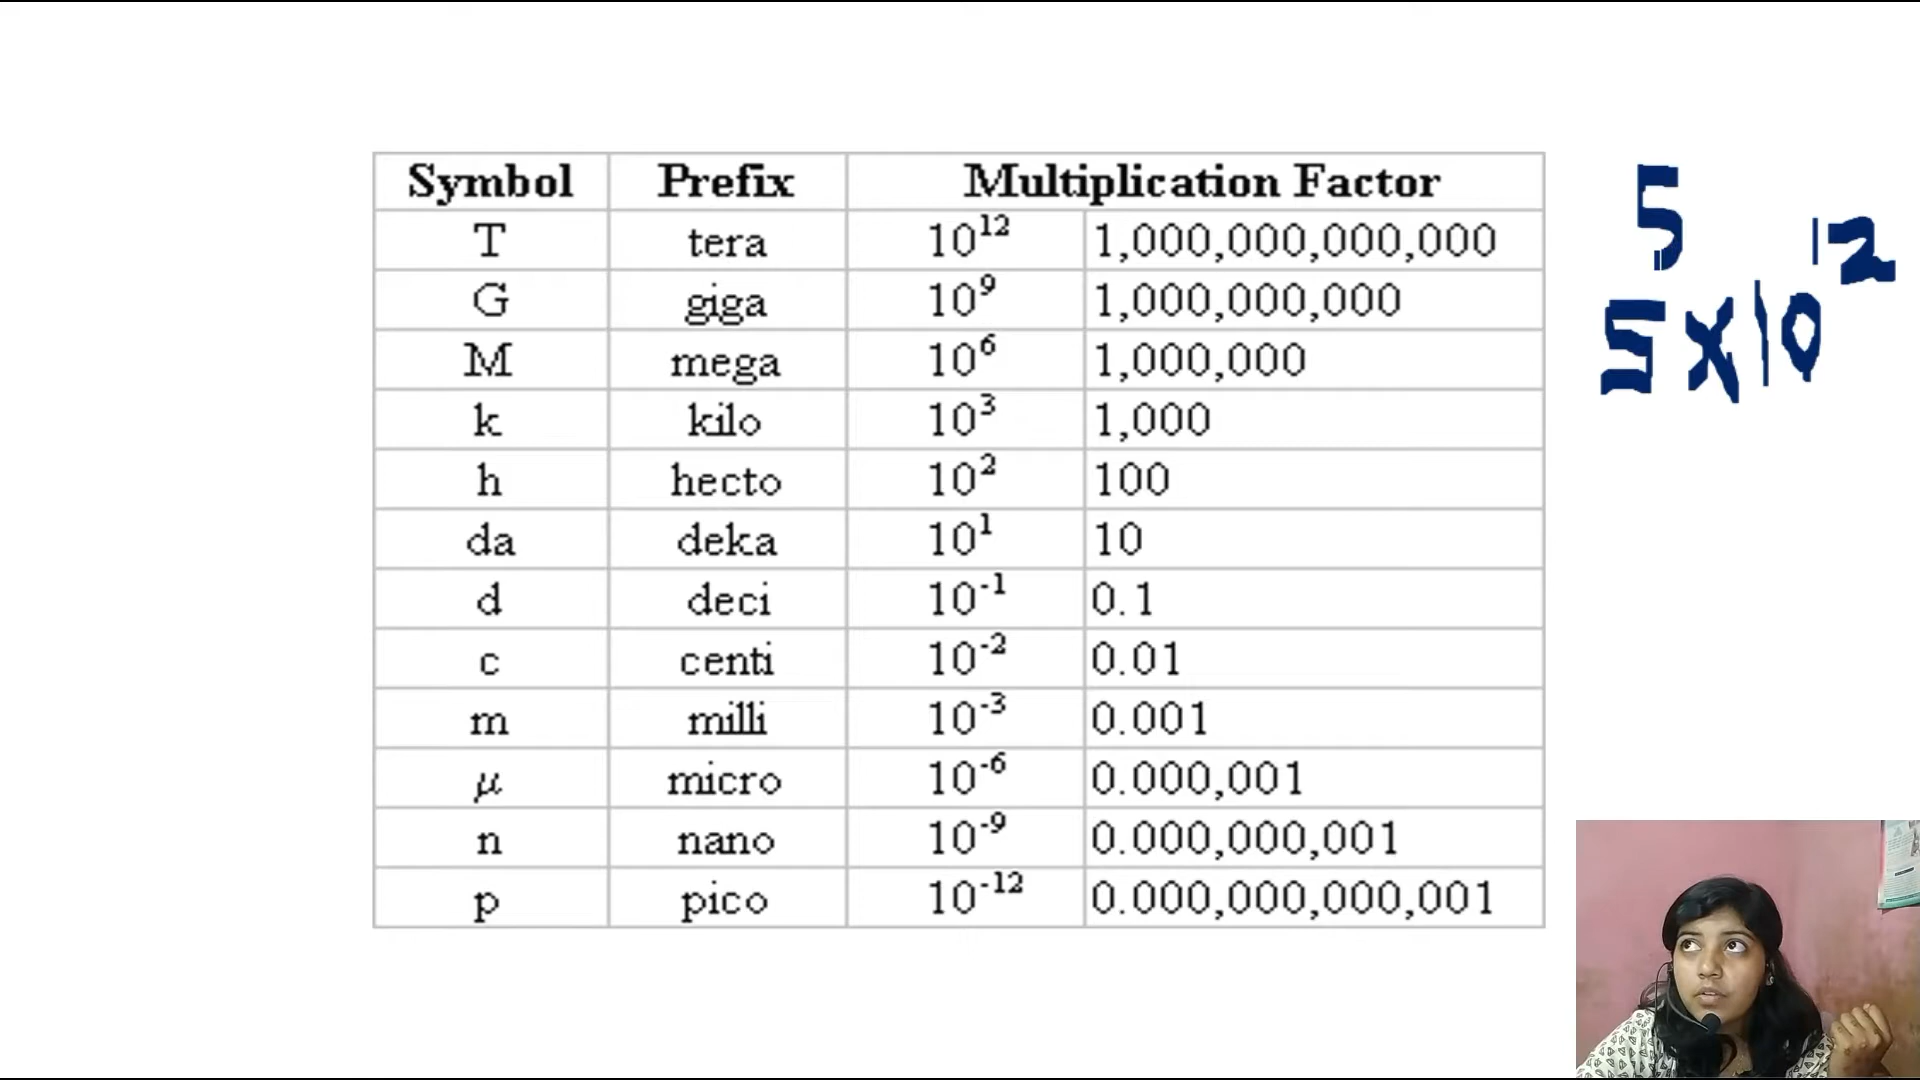 Symbol Prefix Multiplication Factor
T tera 10¹² 1,000,000,000,000
G giga 10⁹ 1,000,000,000
M mega 10⁶ 1,000,000
k kilo 10³ 1,000
h hecto 10² 100
da deka 10¹ 10
d deci 10⁻¹ 0.1
c centi 10⁻² 0.01
m milli 10⁻³ 0.001
μ micro 10⁻⁶ 0.000,001
n nano 10⁻⁹ 0.000,000,001
p pico 10⁻¹² 0.000,000,000,001
5
5x10¹²